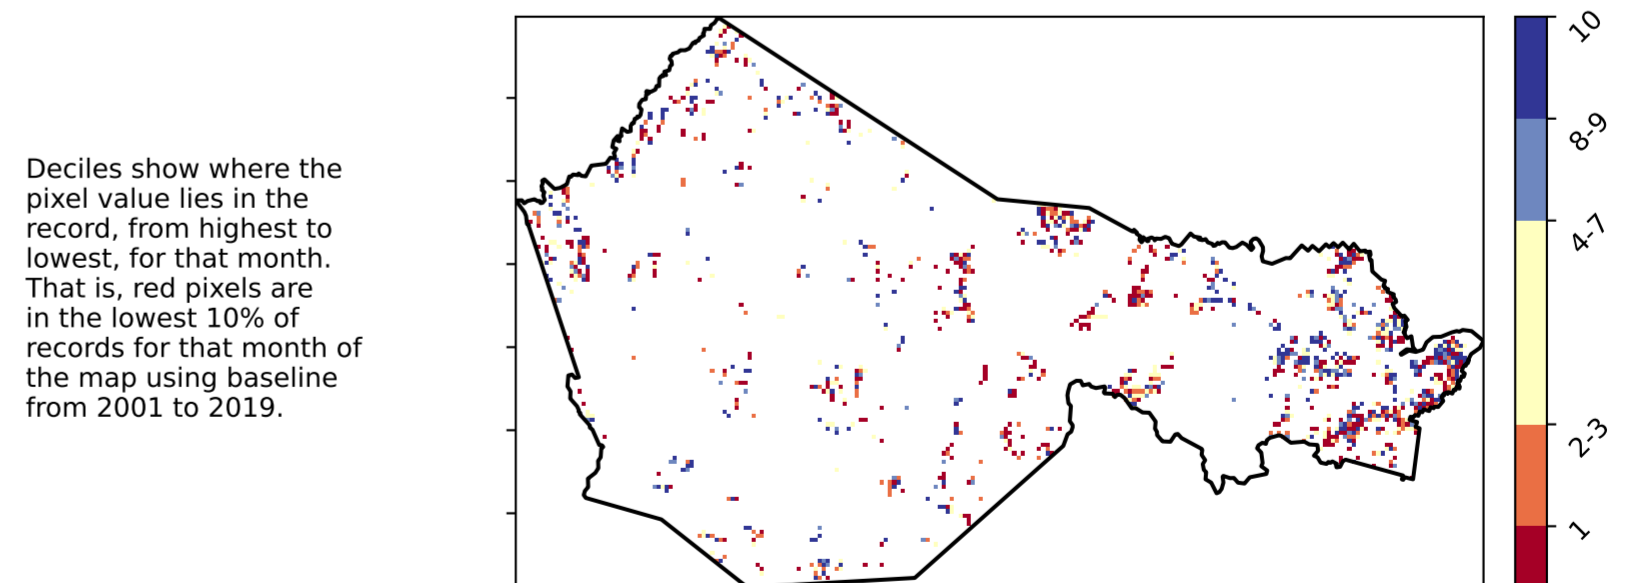 Deciles show where the
pixel value lies in the
record, from highest to
lowest, for that month.
That is, red pixels are
in the lowest 10% of
records for that month of
the map using baseline
from 2001 to 2019.
10
8-9
4-7
2-3
1